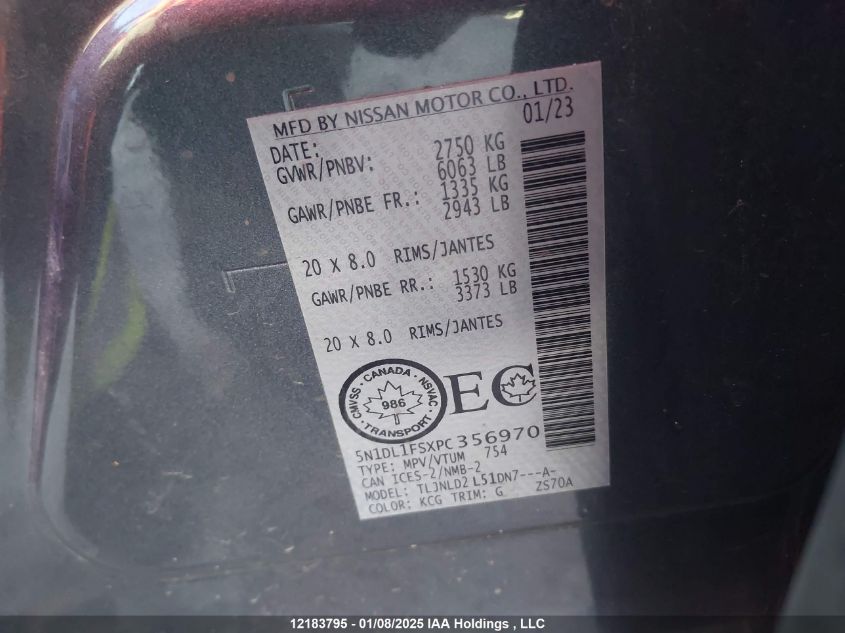 MFD BY NISSAN MOTOR CO., LTD.
DATE: 01/23
GVWR/PNBV: 2750 KG
6063 LB
GAWR/PNBE FR.: 1335 KG
2943 LB
20 X 8.0 RIMS/JANTES
GAWR/PNBE RR.: 1530 KG
3373 LB
20 X 8.0 RIMS/JANTES
CMVSS · CANADA · NSVAC
986
· TRANSPORT ·
EC
5N1DL1FSXPC356970
TYPE: MPV/VTUM 754
CAN ICES-2/NMB-2
MODEL: TLJNLD2 L51DN7---A-
COLOR: KCG TRIM: G ZS70A
12183795 - 01/08/2025 IAA Holdings , LLC